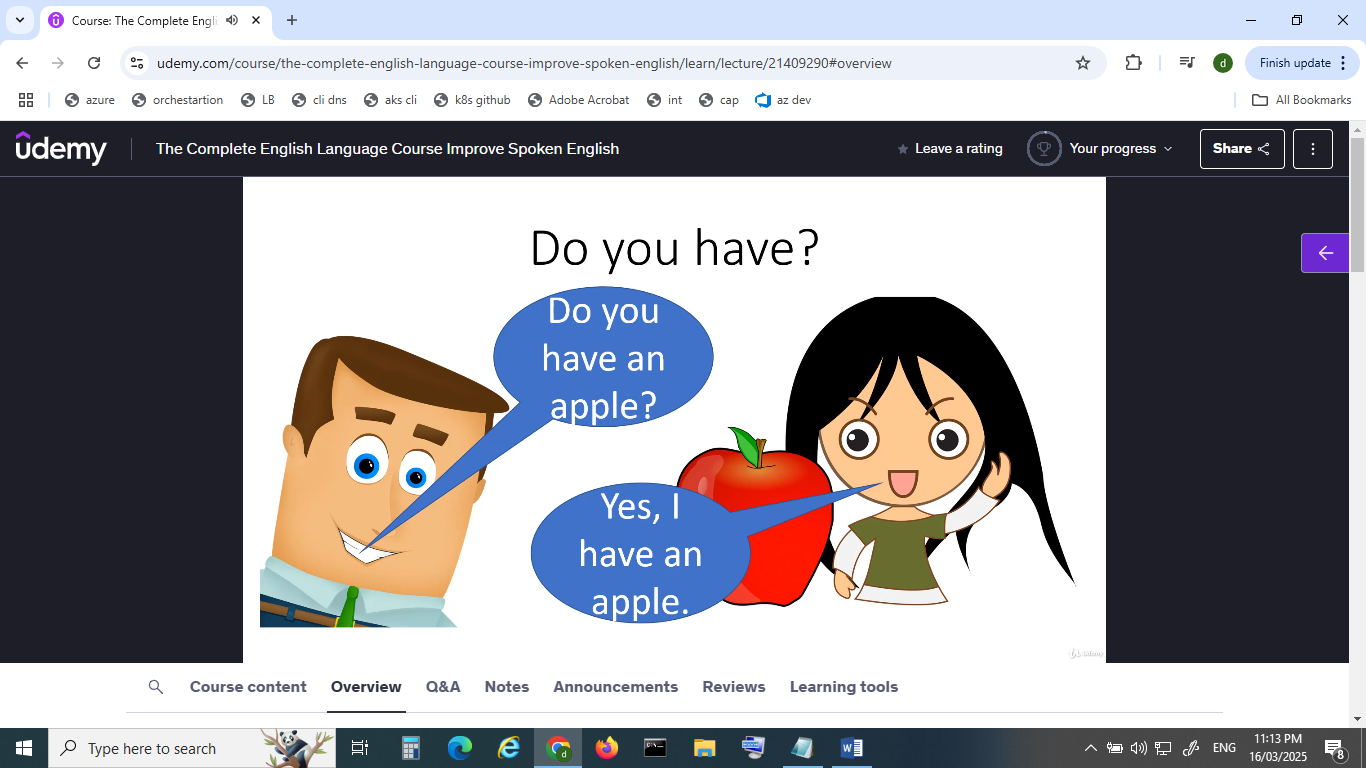 Course: The Complete Engli
udemy.com/course/the-complete-english-language-course-improve-spoken-english/learn/lecture/21409290#overview
d
Finish update
azure
orchestartion
LB
cli dns
aks cli
k8s github
Adobe Acrobat
int
cap
az dev
All Bookmarks
udemy
The Complete English Language Course Improve Spoken English
Leave a rating
Your progress
Share
Do you have?
Do you
have an
apple?
Yes, I
have an
apple.
Udemy
Course content
Overview
Q&A
Notes
Announcements
Reviews
Learning tools
Type here to search
ENG
11:13 PM
16/03/2025
8